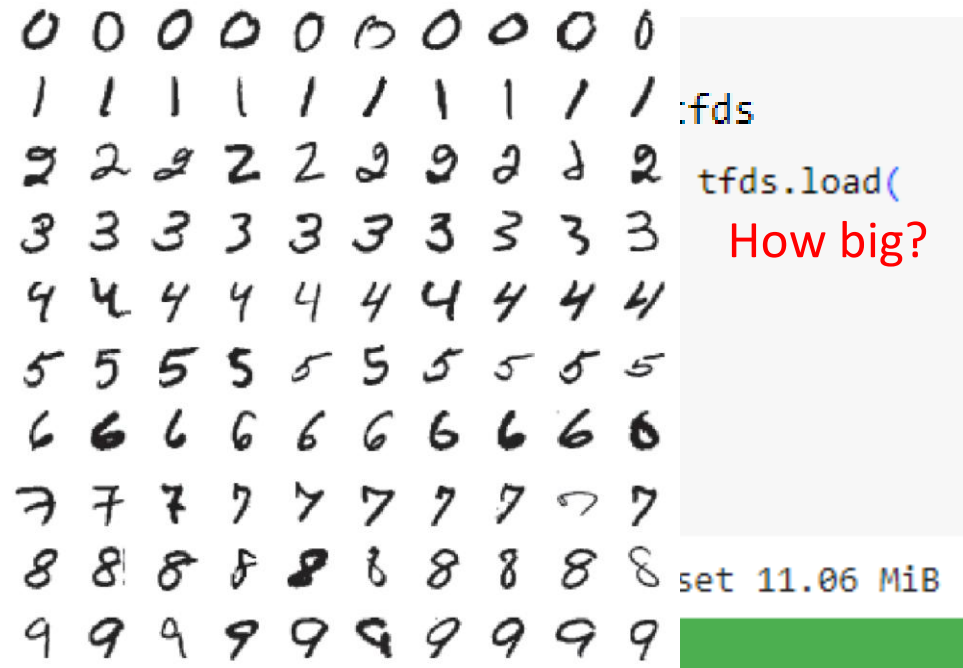 0 0 0 0 0 0 0 0 0 0
1 1 1 1 1 1 1 1 1 1
2 2 2 2 2 2 2 2 2 2
3 3 3 3 3 3 3 3 3 3
4 4 4 4 4 4 4 4 4 4
5 5 5 5 5 5 5 5 5 5
6 6 6 6 6 6 6 6 6 6
7 7 7 7 7 7 7 7 7 7
8 8 8 8 8 8 8 8 8 8
9 9 9 9 9 9 9 9 9 9
tfds
tfds.load(
How big?
set 11.06 MiB